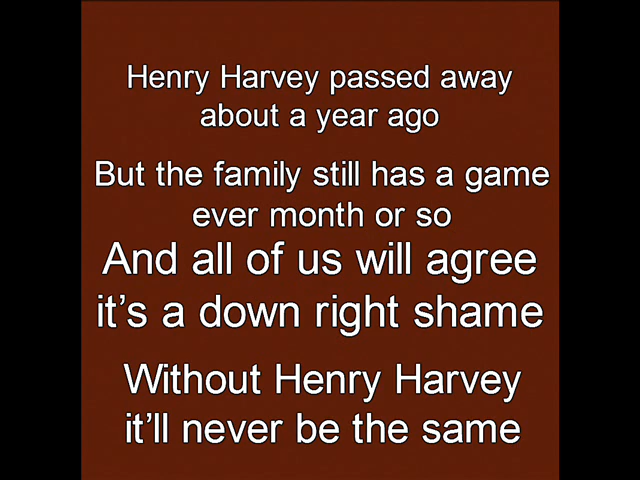 Henry Harvey passed away
about a year ago
But the family still has a game
ever month or so
And all of us will agree
it’s a down right shame
Without Henry Harvey
it’ll never be the same